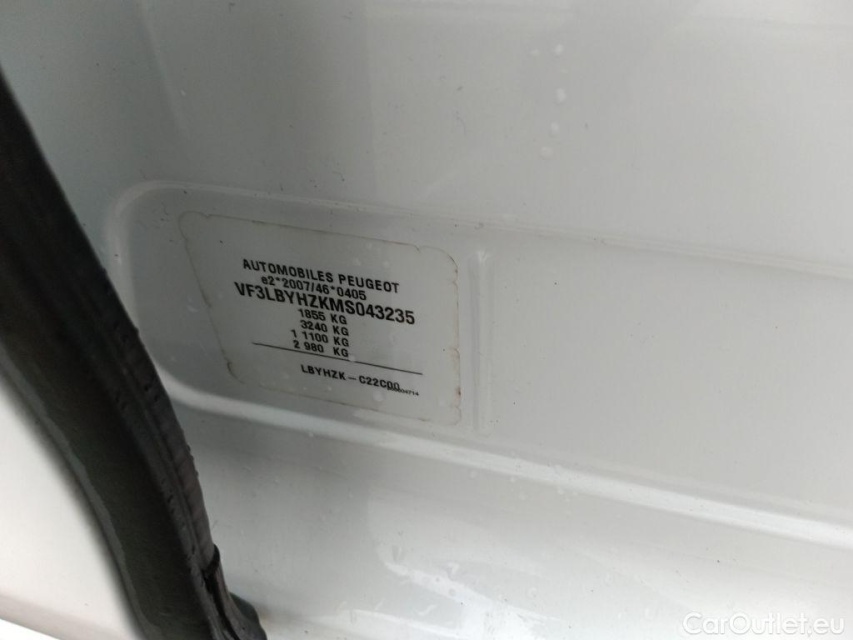 AUTOMOBILES PEUGEOT
e2*2007/46*0405
VF3LBYHZKMS043235
1855 KG
3240 KG
1 1100 KG
2 980 KG
LBYHZK-C22C00
CarOutlet.eu